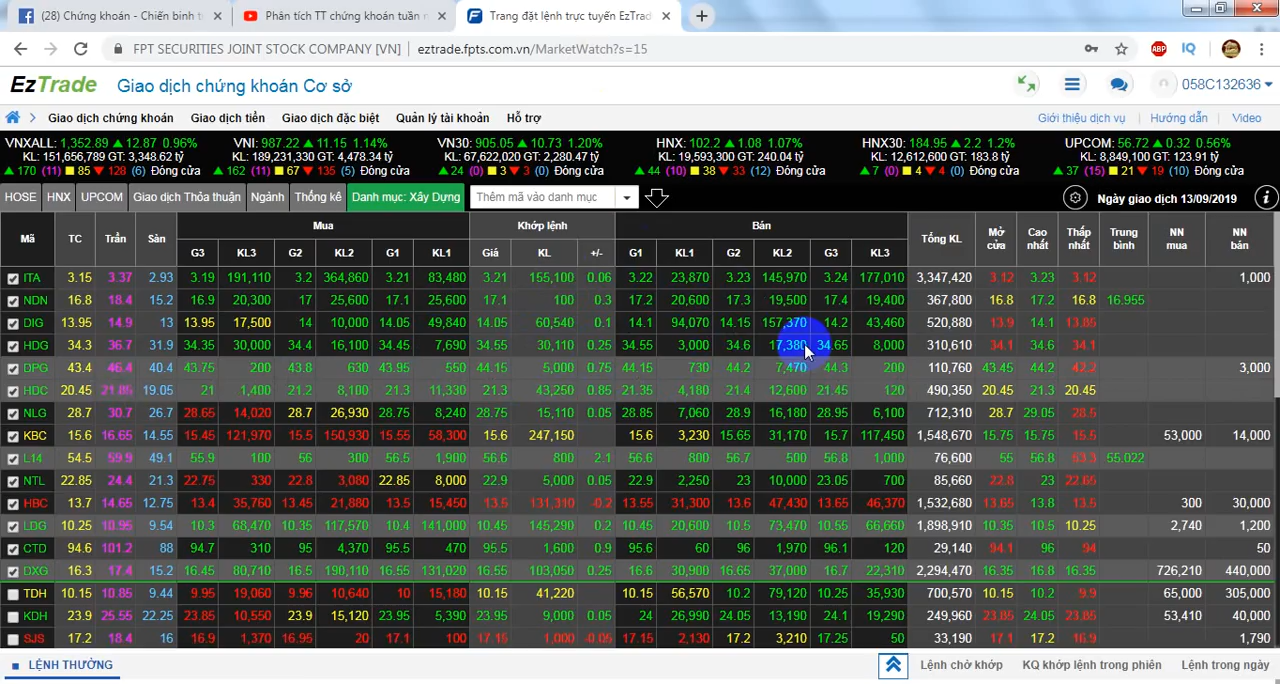 (28) Chứng khoán - Chiến binh t
Phân tích TT chứng khoán tuần r
Trang đặt lệnh trực tuyến EzTrad
FPT SECURITIES JOINT STOCK COMPANY [VN] | eztrade.fpts.com.vn/MarketWatch?s=15
ABP IQ
EzTrade Giao dịch chứng khoán Cơ sở 058C132636
Giao dịch chứng khoán Giao dịch tiền Giao dịch đặc biệt Quản lý tài khoản Hỗ trợ Giới thiệu dịch vụ | Hướng dẫn | Video
VNXALL: 1,352.89 ▲ 12.87 0.96% VNI: 987.22 ▲ 11.15 1.14% VN30: 905.05 ▲ 10.73 1.20% HNX: 102.2 ▲ 1.08 1.07% HNX30: 184.95 ▲ 2.2 1.2% UPCOM: 56.72 ▲ 0.32 0.56%
KL: 151,656,789 GT: 3,348.62 tỷ KL: 189,231,330 GT: 4,478.34 tỷ KL: 67,622,020 GT: 2,280.47 tỷ KL: 19,593,300 GT: 240.04 tỷ KL: 12,612,600 GT: 183.8 tỷ KL: 8,849,100 GT: 123.91 tỷ
▲ 170 (11) ■ 85 ▼ 128 (6) Đóng cửa ▲ 162 (11) ■ 67 ▼ 135 (5) Đóng cửa ▲ 24 (0) ■ 3 ▼ 3 (0) Đóng cửa ▲ 44 (10) ■ 38 ▼ 33 (12) Đóng cửa ▲ 7 (0) ■ 4 ▼ 4 (0) Đóng cửa ▲ 37 (15) ■ 21 ▼ 19 (10) Đóng cửa
HOSE HNX UPCOM Giao dịch Thỏa thuận Ngành Thống kê Danh mục: Xây Dựng Thêm mã vào danh mục Ngày giao dịch 13/09/2019
Mã TC Trần Sàn Mua Khớp lệnh Bán Tổng KL Mở cửa Cao nhất Thấp nhất Trung bình NN mua NN bán
G3 KL3 G2 KL2 G1 KL1 Giá KL +/- G1 KL1 G2 KL2 G3 KL3
ITA 3.15 3.37 2.93 3.19 191,110 3.2 364,860 3.21 83,480 3.21 155,100 0.06 3.22 23,870 3.23 145,970 3.24 177,010 3,347,420 3.12 3.23 3.12 1,000
NDN 16.8 18.4 15.2 16.9 20,300 17 25,600 17.1 25,600 17.1 100 0.3 17.2 20,600 17.3 19,500 17.4 19,400 367,800 16.8 17.2 16.8 16.955
DIG 13.95 14.9 13 13.95 17,500 14 10,000 14.05 49,840 14.05 60,540 0.1 14.1 94,070 14.15 157,370 14.2 43,460 520,880 13.9 14.1 13.85
HDG 34.3 36.7 31.9 34.35 30,000 34.4 16,100 34.45 7,690 34.55 30,110 0.25 34.55 3,000 34.6 17,380 34.65 8,000 310,610 34.1 34.6 34.1
DPG 43.4 46.4 40.4 43.75 200 43.8 630 43.95 550 44.15 5,000 0.75 44.15 730 44.2 7,470 44.3 200 110,760 43.45 44.2 42.2 3,000
HDC 20.45 21.85 19.05 21 1,400 21.2 8,100 21.3 11,330 21.3 43,250 0.85 21.35 4,180 21.4 12,600 21.45 120 490,350 20.45 21.3 20.45
NLG 28.7 30.7 26.7 28.65 14,020 28.7 26,930 28.75 8,240 28.75 15,110 0.05 28.85 7,060 28.9 16,180 28.95 6,100 712,310 28.7 29.05 28.5
KBC 15.6 16.65 14.55 15.45 121,970 15.5 150,930 15.55 58,300 15.6 247,150 15.6 3,230 15.65 31,170 15.7 117,450 1,548,670 15.75 15.75 15.5 53,000 14,000
L14 54.5 59.9 49.1 55.9 100 56 300 56.5 1,900 56.6 800 2.1 56.6 800 56.7 500 56.8 1,000 76,600 55 56.8 53.3 55.022
NTL 22.85 24.4 21.3 22.75 330 22.8 3,080 22.85 8,000 22.9 5,000 0.05 22.9 2,250 23 10,000 23.05 700 85,660 22.8 23 22.65
HBC 13.7 14.65 12.75 13.4 35,760 13.45 21,880 13.5 15,450 13.5 131,310 -0.2 13.55 31,300 13.6 47,430 13.65 46,370 1,532,680 13.65 13.8 13.5 300 30,000
LDG 10.25 10.95 9.54 10.3 68,470 10.35 117,570 10.4 141,000 10.45 145,290 0.2 10.45 20,600 10.5 73,470 10.55 66,660 1,898,910 10.35 10.5 10.25 2,740 1,200
CTD 94.6 101.2 88 94.7 310 95 4,370 95.5 470 95.5 1,600 0.9 95.6 60 96 1,970 96.1 120 29,140 94.1 96 94 50
DXG 16.3 17.4 15.2 16.45 80,710 16.5 190,110 16.55 131,020 16.55 103,050 0.25 16.6 30,900 16.65 37,000 16.7 22,310 2,294,470 16.35 16.8 16.35 726,210 440,000
TDH 10.15 10.85 9.44 9.95 19,060 9.96 10,640 10 15,180 10.15 41,220 10.15 56,570 10.2 79,120 10.25 35,930 700,570 10.15 10.2 9.9 65,000 305,000
KDH 23.9 25.55 22.25 23.85 10,550 23.9 15,120 23.95 5,390 23.95 9,000 0.05 24 26,990 24.05 13,190 24.1 19,290 249,960 23.85 24.05 23.85 53,410 40,000
SJS 17.2 18.4 16 16.9 1,370 16.95 20 17.1 100 17.15 1,000 -0.05 17.15 2,130 17.2 3,210 17.25 50 33,190 17.1 17.2 16.9 1,790
LỆNH THƯỜNG Lệnh chờ khớp KQ khớp lệnh trong phiên Lệnh trong ngày